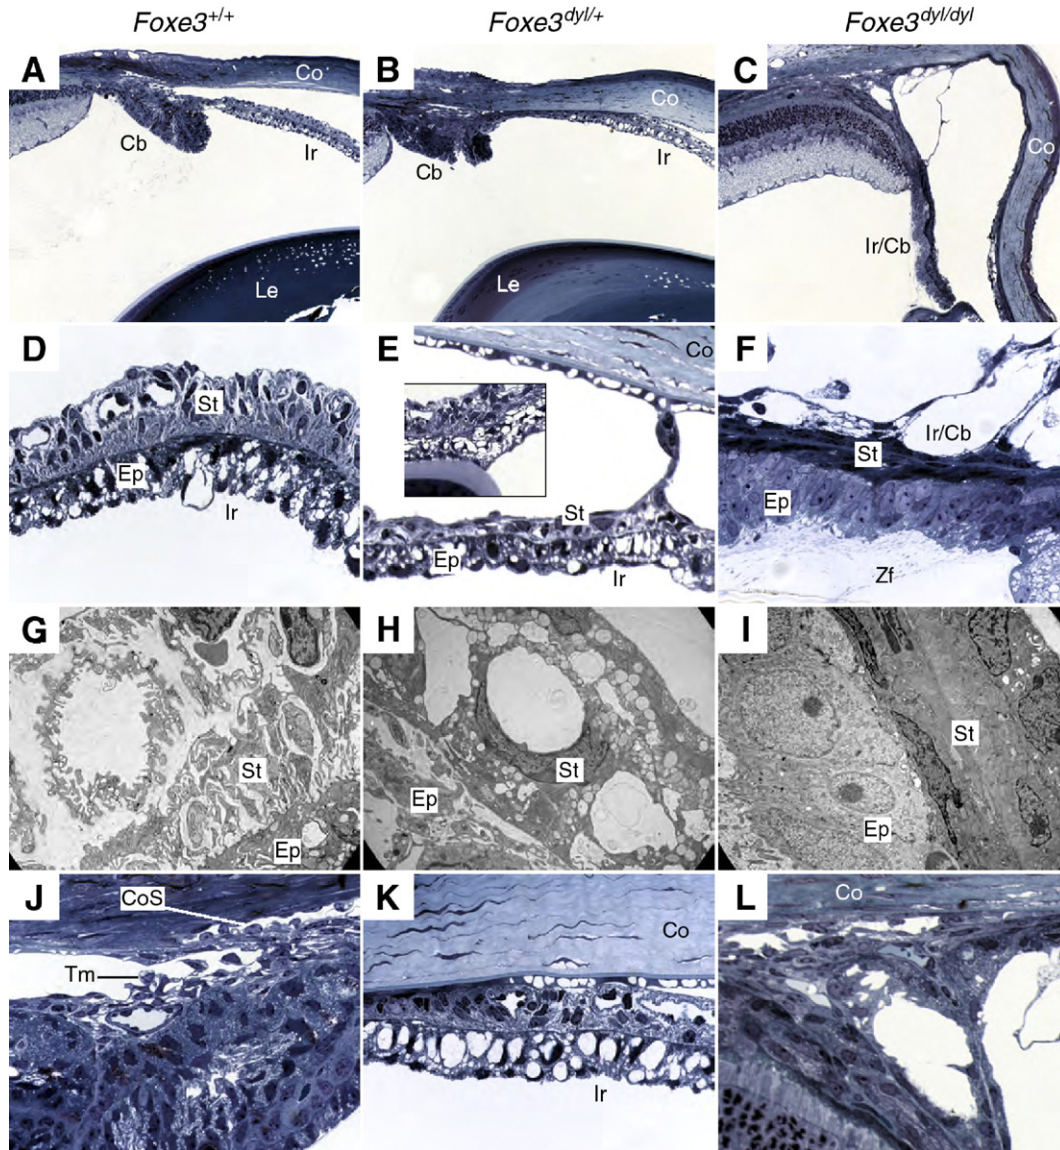 Foxe3+/+ Foxe3dyl/+ Foxe3dyl/dyl
A Co Cb Ir Le
B Co Cb Ir Le
C Co Ir/Cb
D St Ep Ir
E Co St Ep Ir
F Ir/Cb St Ep Zf
G St Ep
H St Ep
I St Ep
J CoS Tm
K Co Ir
L Co